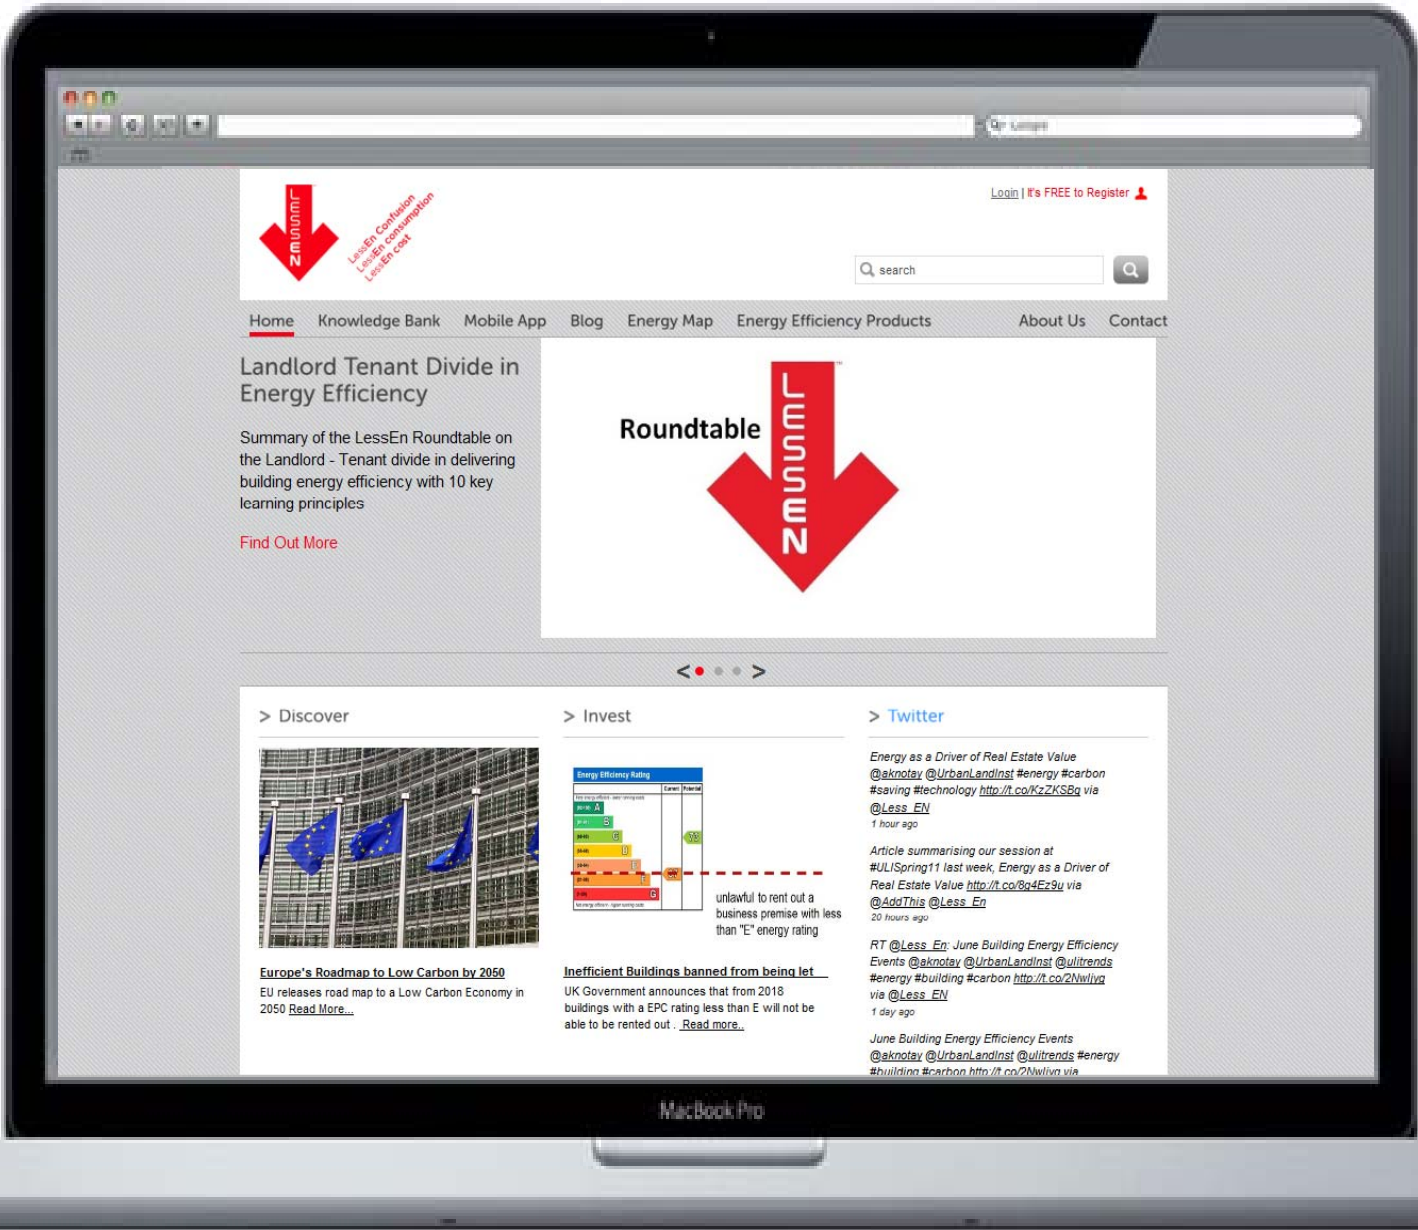 LESSEN
LessEn Confusion
LessEn consumption
LessEn cost
Login | It's FREE to Register
search
Home Knowledge Bank Mobile App Blog Energy Map Energy Efficiency Products About Us Contact
Landlord Tenant Divide in
Energy Efficiency
Summary of the LessEn Roundtable on
the Landlord - Tenant divide in delivering
building energy efficiency with 10 key
learning principles
Find Out More
Roundtable
LESSEN
< >
> Discover
Europe's Roadmap to Low Carbon by 2050
EU releases road map to a Low Carbon Economy in
2050 Read More...
> Invest
Energy Efficiency Rating
Current Potential
A
B
C
D
E
F
G
unlawful to rent out a
business premise with less
than "E" energy rating
Inefficient Buildings banned from being let
UK Government announces that from 2018
buildings with a EPC rating less than E will not be
able to be rented out . Read more..
> Twitter
Energy as a Driver of Real Estate Value
@aknotay @UrbanLandInst #energy #carbon
#saving #technology http://t.co/KzZKSBq via
@Less_EN
1 hour ago
Article summarising our session at
#ULISpring11 last week, Energy as a Driver of
Real Estate Value http://t.co/8g4Ez9u via
@AddThis @Less_En
20 hours ago
RT @Less_En: June Building Energy Efficiency
Events @aknotay @UrbanLandInst @ulitrends
#energy #building #carbon http://t.co/2NwIjyg
via @Less_EN
1 day ago
June Building Energy Efficiency Events
@aknotay @UrbanLandInst @ulitrends #energy
#building #carbon http://t.co/2NwIjyg via
MacBook Pro